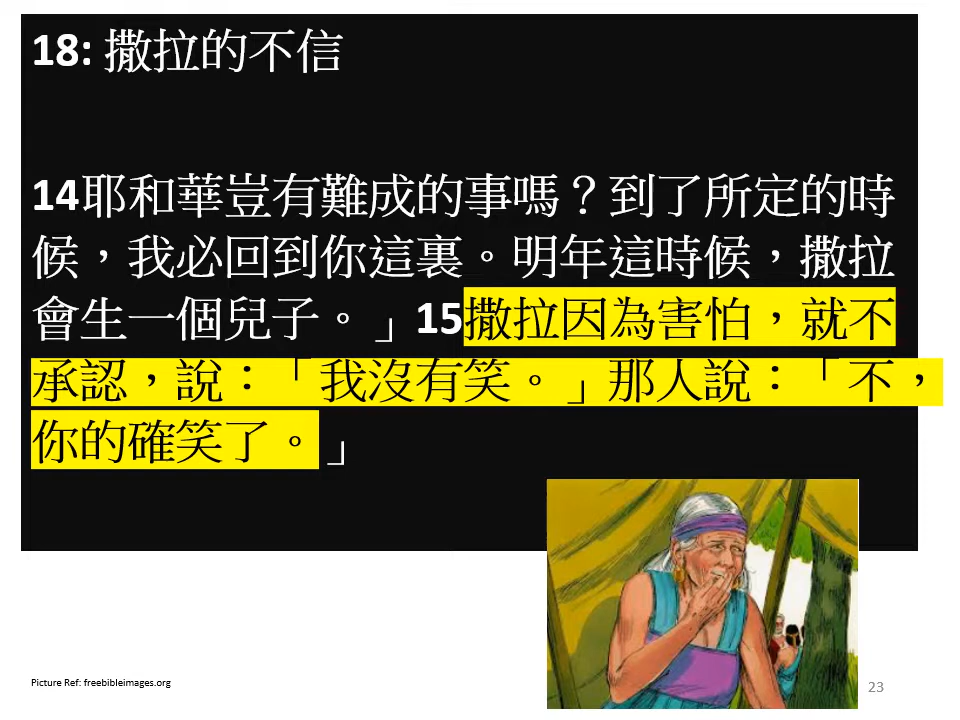 18: 撒拉的不信
14耶和華豈有難成的事嗎？到了所定的時
候，我必回到你這裏。明年這時候，撒拉
會生一個兒子。」15撒拉因為害怕，就不
承認，說：「我沒有笑。」那人說：「不，
你的確笑了。」
Picture Ref: freebibleimages.org
23